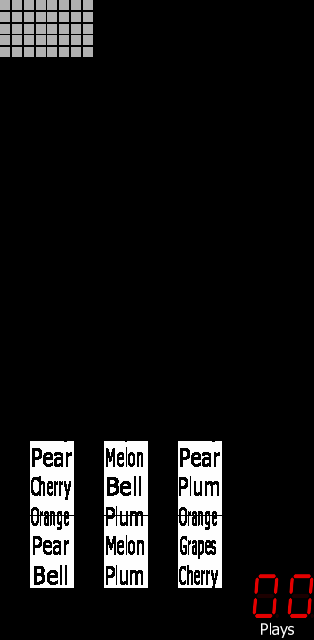 Pear Melon Pear
Cherry Bell Plum
Orange Plum Orange
Pear Melon Grapes
Bell Plum Cherry
00
Plays